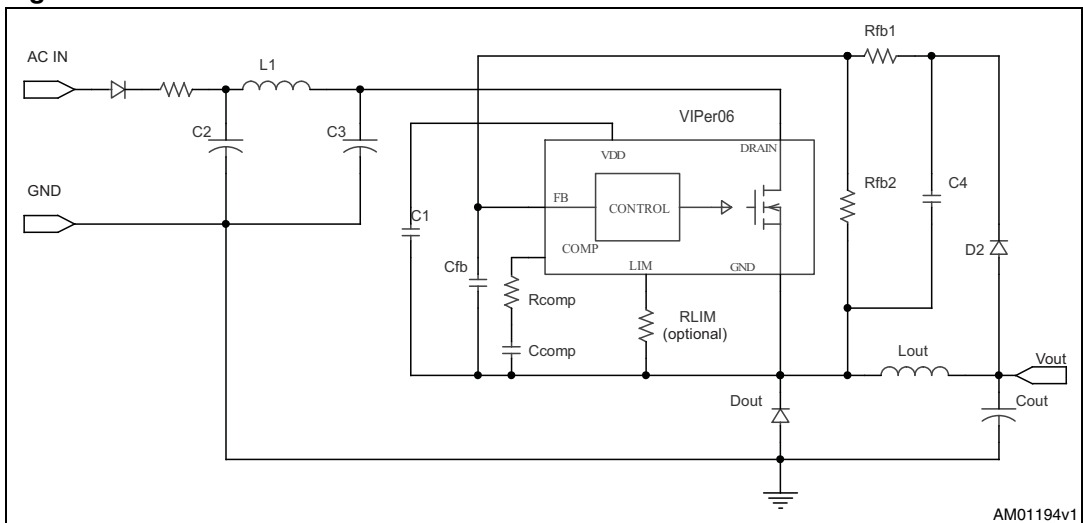 AC IN
L1
Rfb1
VIPer06
C2
C3
VDD
DRAIN
GND
FB
CONTROL
Rfb2
C4
C1
COMP
D2
Cfb
LIM
GND
Rcomp
RLIM
(optional)
Ccomp
Lout
Vout
Dout
Cout
AM01194v1